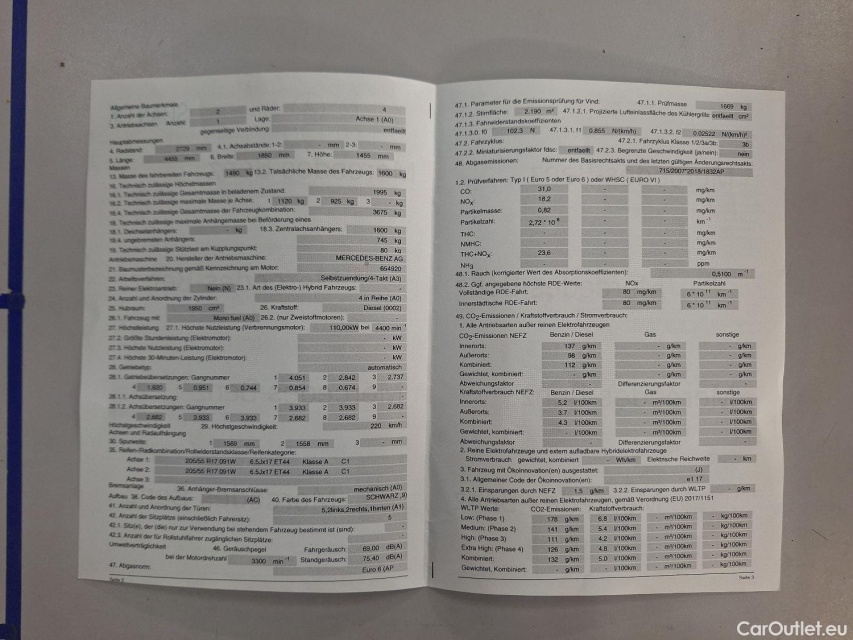 Allgemeine Baumerkmale
1. Anzahl der Achsen: 2 und Räder: 4
3. Antriebsachsen Anzahl: 1 Lage: Achse 1 (A0)
gegenseitige Verbindung entfaellt
Hauptabmessungen
4. Radstand: 2729 mm 4.1. Achsabstände: 1-2: - mm 2-3: - mm
5. Länge: 4435 mm 6. Breite: 1850 mm 7. Höhe: 1455 mm
Massen
13. Masse des fahrbereiten Fahrzeugs: 1490 kg 13.2. Tatsächliche Masse des Fahrzeugs: 1600 kg
16. Technisch zulässige Höchstmassen
16.1. Technisch zulässige Gesamtmasse in beladenem Zustand: 1995 kg
16.2. Technisch zulässige maximale Masse je Achse: 1 1120 kg 2 925 kg 3 - kg
16.4. Technisch zulässige Gesamtmasse der Fahrzeugkombination: 3675 kg
18. Technisch zulässige maximale Anhängemasse bei Beförderung eines
18.1. Deichselanhängers: - kg 18.3. Zentralachsanhängers: 1600 kg
18.4. ungebremsten Anhängers: 745 kg
19. Technisch zulässige Stützlast am Kupplungspunkt: 80 kg
Antriebsmaschine 20. Hersteller der Antriebsmaschine: MERCEDES-BENZ AG
21. Baumusterbezeichnung gemäß Kennzeichnung am Motor: 654920
22. Arbeitsverfahren: Selbstzuendung/4-Takt (A3)
23. Reiner Elektroantrieb: Nein (N) 23.1. Art des (Elektro-) Hybrid Fahrzeugs: -
24. Anzahl und Anordnung der Zylinder: 4 in Reihe (A0)
25. Hubraum: 1950 cm³ 26. Kraftstoff: Diesel (0002)
26.1. Fahrzeug mit Mono fuel (A0) 26.2. (nur Zweistoffmotoren): -
27. Höchstleistung 27.1. Höchste Nutzleistung (Verbrennungsmotor): 110,00kW bei 4400 min⁻¹
27.2. Größte Stundenleistung (Elektromotor): - kW
27.3. Höchste Nutzleistung (Elektromotor): - kW
27.4. Höchste 30-Minuten-Leistung (Elektromotor): - kW
28. Getriebetyp: automatisch
28.1. Getriebeübersetzungen: Gangnummer 1 4.051 2 2.842 3 2.737
4 1.920 5 0.951 6 0.744 7 0.854 8 0.674 9 -
28.1.1. Achsübersetzung: -
28.1.2. Achsübersetzungen: Gangnummer 1 3.933 2 3.933 3 2.682
4 2.682 5 3.933 6 3.933 7 2.682 8 2.682 9 -
Höchstgeschwindigkeit 29. Höchstgeschwindigkeit: 220 km/h
Achsen und Radaufhängung
30. Spurweite: 1 1569 mm 2 1558 mm 3 - mm
35. Reifen-/Radkombination/Rollwiderstandsklasse/Reifenkategorie:
Achse 1: 205/55 R17 091W 6.5Jx17 ET44 Klasse A C1
Achse 2: 205/55 R17 091W 6.5Jx17 ET44 Klasse A C1
Achse 3: -
Bremsanlage 36. Anhänger-Bremsanschlüsse: mechanisch (A0)
Aufbau 38. Code des Aufbaus: (AC) 40. Farbe des Fahrzeugs: SCHWARZ,9)
41. Anzahl und Anordnung der Türen: 5,2links,2rechts,1hinten (A1)
42. Anzahl der Sitzplätze (einschließlich Fahrersitz): 5
42.1. Sitz(e), der (die) nur zur Verwendung bei stehendem Fahrzeug bestimmt ist (sind): -
42.3. Anzahl der für Rollstuhlfahrer zugänglichen Sitzplätze: -
Umweltverträglichkeit 46. Geräuschpegel Fahrgeräusch: 69,00 dB(A)
bei der Motordrehzahl 3300 min⁻¹ Standgeräusch: 75,40 dB(A)
47. Abgasnorm: Euro 6 (AP
Seite 2
47.1. Parameter für die Emissionsprüfung für Vind. 47.1.1. Prüfmasse 1669 kg
47.1.2. Stirnfläche: 2.190 m² 47.1.2.1. Projizierte Lufteinlassfläche des Kühlergrills: entfaellt cm²
47.1.3. Fahrwiderstandskoeffizienten
47.1.3.0. f0 102.3 N 47.1.3.1. f1 0.855 N/(km/h) 47.1.3.2. f2 0.02522 N/(km/h)²
47.2. Fahrzyklus: 47.2.1. Fahrzyklus Klasse 1/2/3a/3b: 3b
47.2.2. Miniaturisierungsfaktor fdsc: entfaellt 47.2.3. Begrenzte Geschwindigkeit (ja/nein): nein
48. Abgasemissionen: Nummer des Basisrechtsakts und des letzten gültigen Änderungsrechtsakts
715/2007*2018/1832AP
1.2. Prüfverfahren: Typ I ( Euro 5 oder Euro 6 ) oder WHSC ( EURO VI )
CO: 31,0 - - mg/km
NOx: 18,2 - - mg/km
Partikelmasse: 0,82 - - mg/km
Partikelzahl: 2,72 * 10⁻⁶ - - km⁻¹
THC: - - - mg/km
NMHC: - - - mg/km
THC+NOx: 23,6 - - mg/km
NH3 - - - ppm
48.1. Rauch (korrigierter Wert des Absorptionskoeffizienten): 0,5100 m⁻¹
48.2. Ggf. angegebene höchste RDE-Werte: NOx Partikelzahl
Vollständige RDE-Fahrt. 80 mg/km 6 * 10 11 km⁻¹
Innerstädtische RDE-Fahrt: 80 mg/km 6 * 10 11 km⁻¹
49. CO₂-Emissionen / Kraftstoffverbrauch / Stromverbrauch:
1. Alle Antriebsarten außer reinen Elektrofahrzeugen
CO₂-Emissionen NEFZ Benzin / Diesel Gas sonstige
Innerorts: 137 g/km - g/km - g/km
Außerorts: 98 g/km - g/km - g/km
Kombiniert: 112 g/km - g/km - g/km
Gewichtet, kombiniert: - g/km - g/km - g/km
Abweichungsfaktor - Differenzierungsfaktor -
Kraftstoffverbrauch NEFZ: Benzin / Diesel Gas sonstige
Innerorts: 5.2 l/100km - m³/100km - l/100km
Außerorts: 3.7 l/100km - m³/100km - l/100km
Kombiniert: 4.3 l/100km - m³/100km - l/100km
Gewichtet, kombiniert: - l/100km - m³/100km - l/100km
Abweichungsfaktor - Differenzierungsfaktor -
2. Reine Elektrofahrzeuge und extern aufladbare Hybridelektrofahrzeuge
Stromverbrauch gewichtet, kombiniert - Wh/km Elektrische Reichweite - km
3. Fahrzeug mit Ökoinnovation(en) ausgestattet: (J)
3.1. Allgemeiner Code der Ökoinnovation(en): e1 17
3.2.1. Einsparungen durch NEFZ 1.5 g/km 3.2.2. Einsparungen durch WLTP - g/km
4. Alle Antriebsarten außer reinen Elektrofahrzeugen, gemäß Verordnung (EU) 2017/1151
WLTP Werte CO2-Emissionen: Kraftstoffverbrauch:
Low: (Phase 1) 178 g/km 6.8 l/100km - m³/100km - kg/100km
Medium: (Phase 2) 141 g/km 5.4 l/100km - m³/100km - kg/100km
High: (Phase 3) 111 g/km 4.2 l/100km - m³/100km - kg/100km
Extra High: (Phase 4) 126 g/km 4.8 l/100km - m³/100km - kg/100km
Kombiniert: 132 g/km 5.0 l/100km - m³/100km - kg/100km
Gewichtet, Kombiniert: - g/km - l/100km - m³/100km - kg/100km
Seite 3
CarOutlet.eu